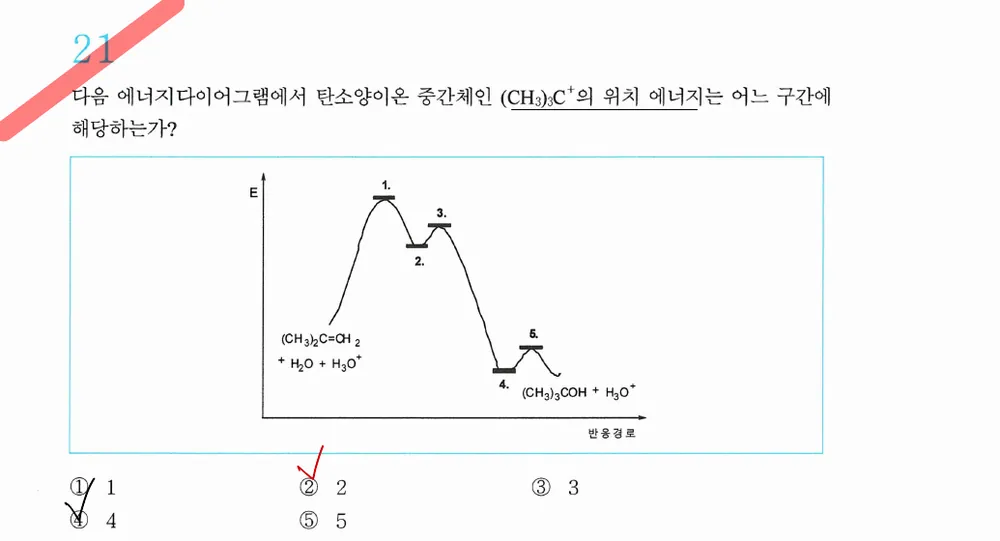 21
다음 에너지다이어그램에서 탄소양이온 중간체인 (CH₃)₃C⁺의 위치 에너지는 어느 구간에
해당하는가?
E
1.
3.
2.
(CH₃)₂C=CH ₂
+ H₂O + H₃O⁺
5.
4.
(CH₃)₃COH + H₃O⁺
반응경로
① 1 ② 2 ③ 3
④ 4 ⑤ 5